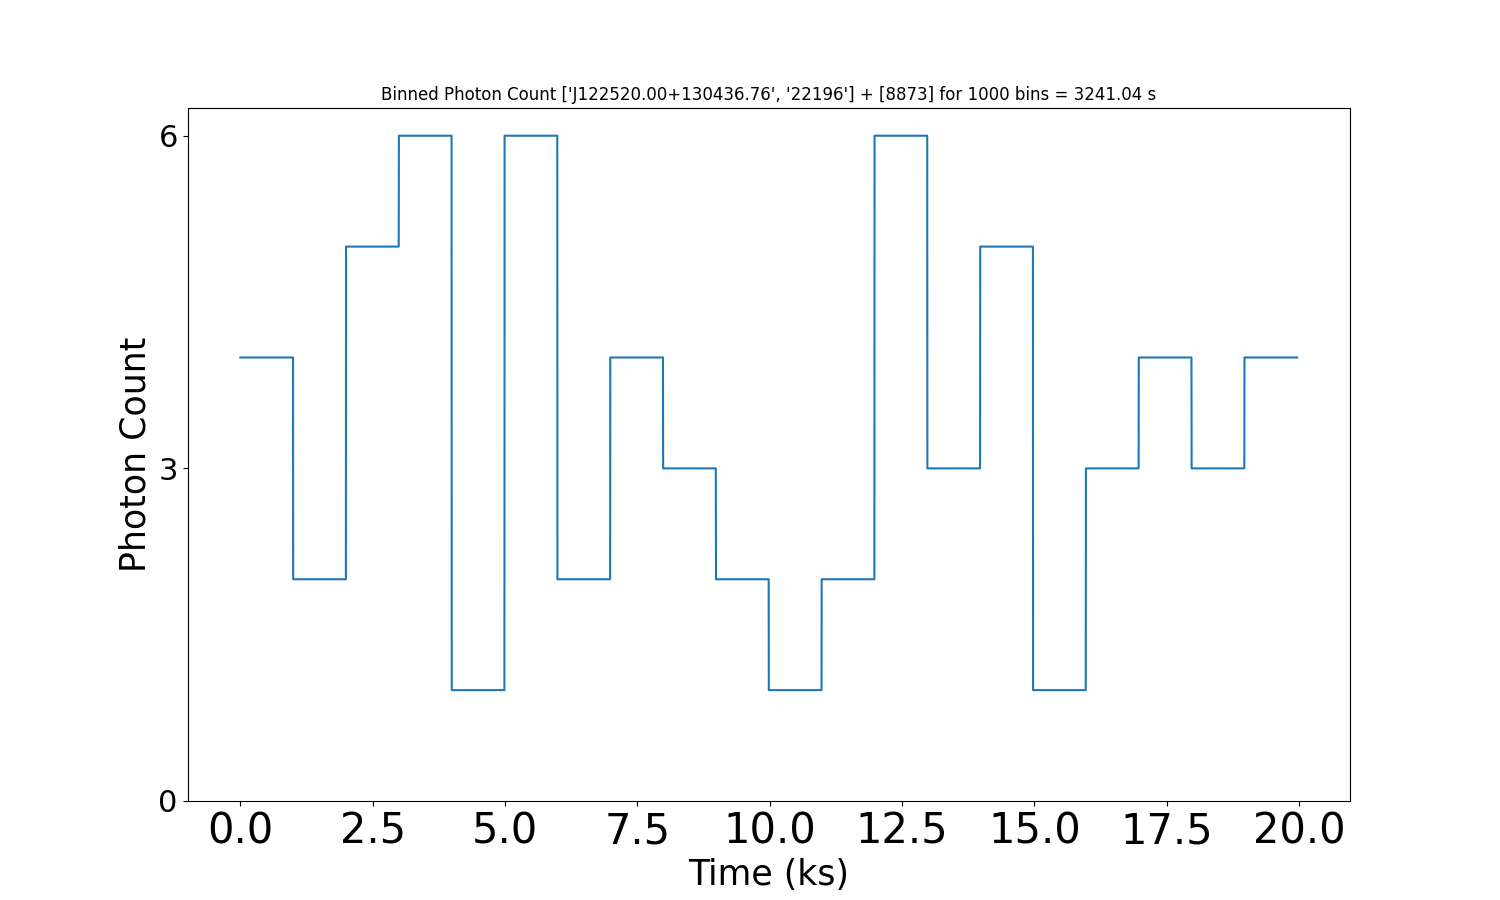 Binned Photon Count ['J122520.00+130436.76', '22196'] + [8873] for 1000 bins = 3241.04 s
6
3
0
Photon Count
0.0 2.5 5.0 7.5 10.0 12.5 15.0 17.5 20.0
Time (ks)